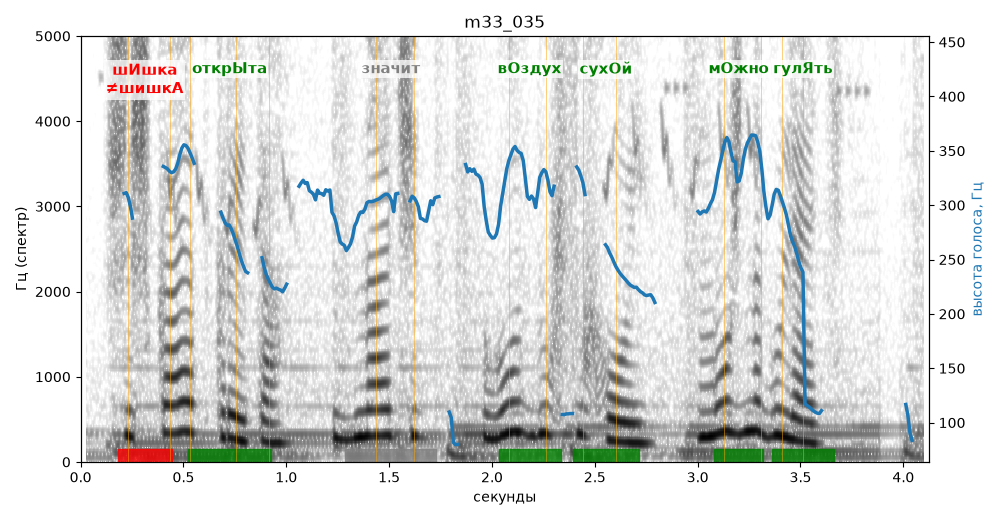 m33_035
шИшка
≠шишкА
откpЫта
значит
вОздух
сухОй
мОжно
гулЯть
5000
4000
3000
2000
1000
0
Гц (спектр)
450
400
350
300
250
200
150
100
высота голоса, Гц
0.0 0.5 1.0 1.5 2.0 2.5 3.0 3.5 4.0
секунды